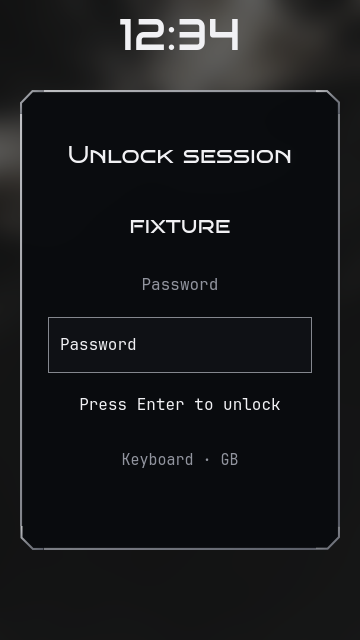 12:34
Unlock session
fixture
Password
Password
Press Enter to unlock
Keyboard · GB